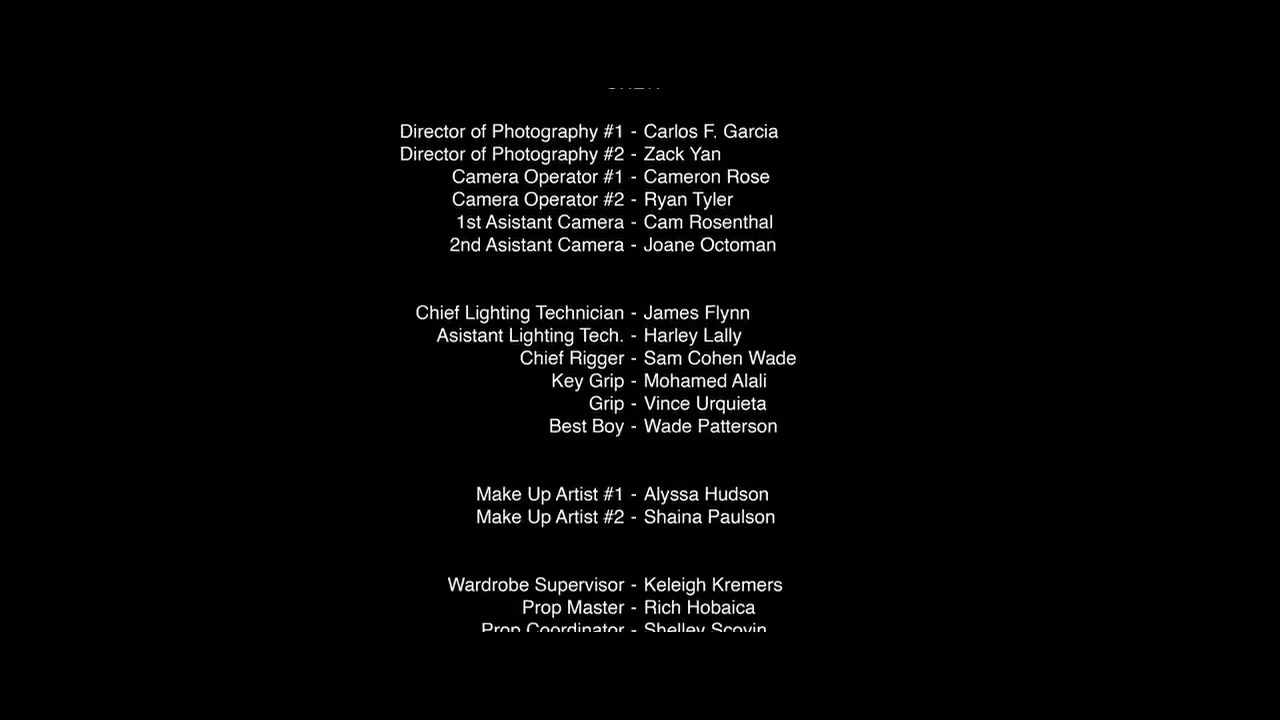 Director of Photography #1 - Carlos F. Garcia
Director of Photography #2 - Zack Yan
Camera Operator #1 - Cameron Rose
Camera Operator #2 - Ryan Tyler
1st Asistant Camera - Cam Rosenthal
2nd Asistant Camera - Joane Octoman
Chief Lighting Technician - James Flynn
Asistant Lighting Tech. - Harley Lally
Chief Rigger - Sam Cohen Wade
Key Grip - Mohamed Alali
Grip - Vince Urquieta
Best Boy - Wade Patterson
Make Up Artist #1 - Alyssa Hudson
Make Up Artist #2 - Shaina Paulson
Wardrobe Supervisor - Keleigh Kremers
Prop Master - Rich Hobaica
Prop Coordinator - Shelley